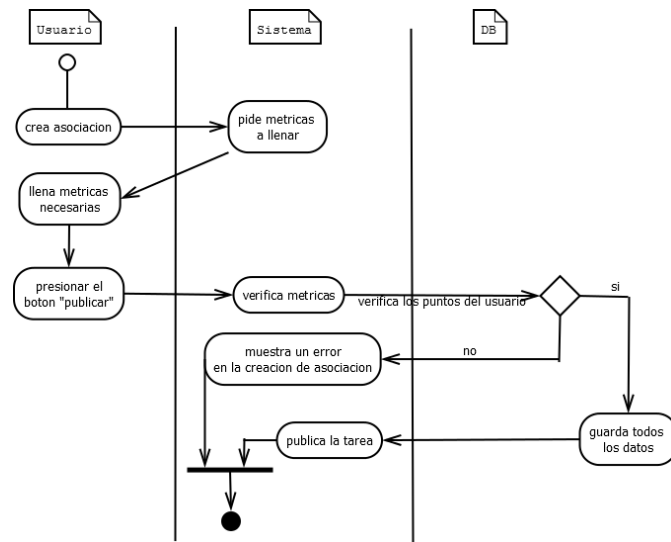 Usuario
Sistema
DB
crea asociacion
pide metricas
a llenar
llena metricas
necesarias
presionar el
boton "publicar"
verifica metricas
verifica los puntos del usuario
si
no
muestra un error
en la creacion de asociacion
guarda todos
los datos
publica la tarea